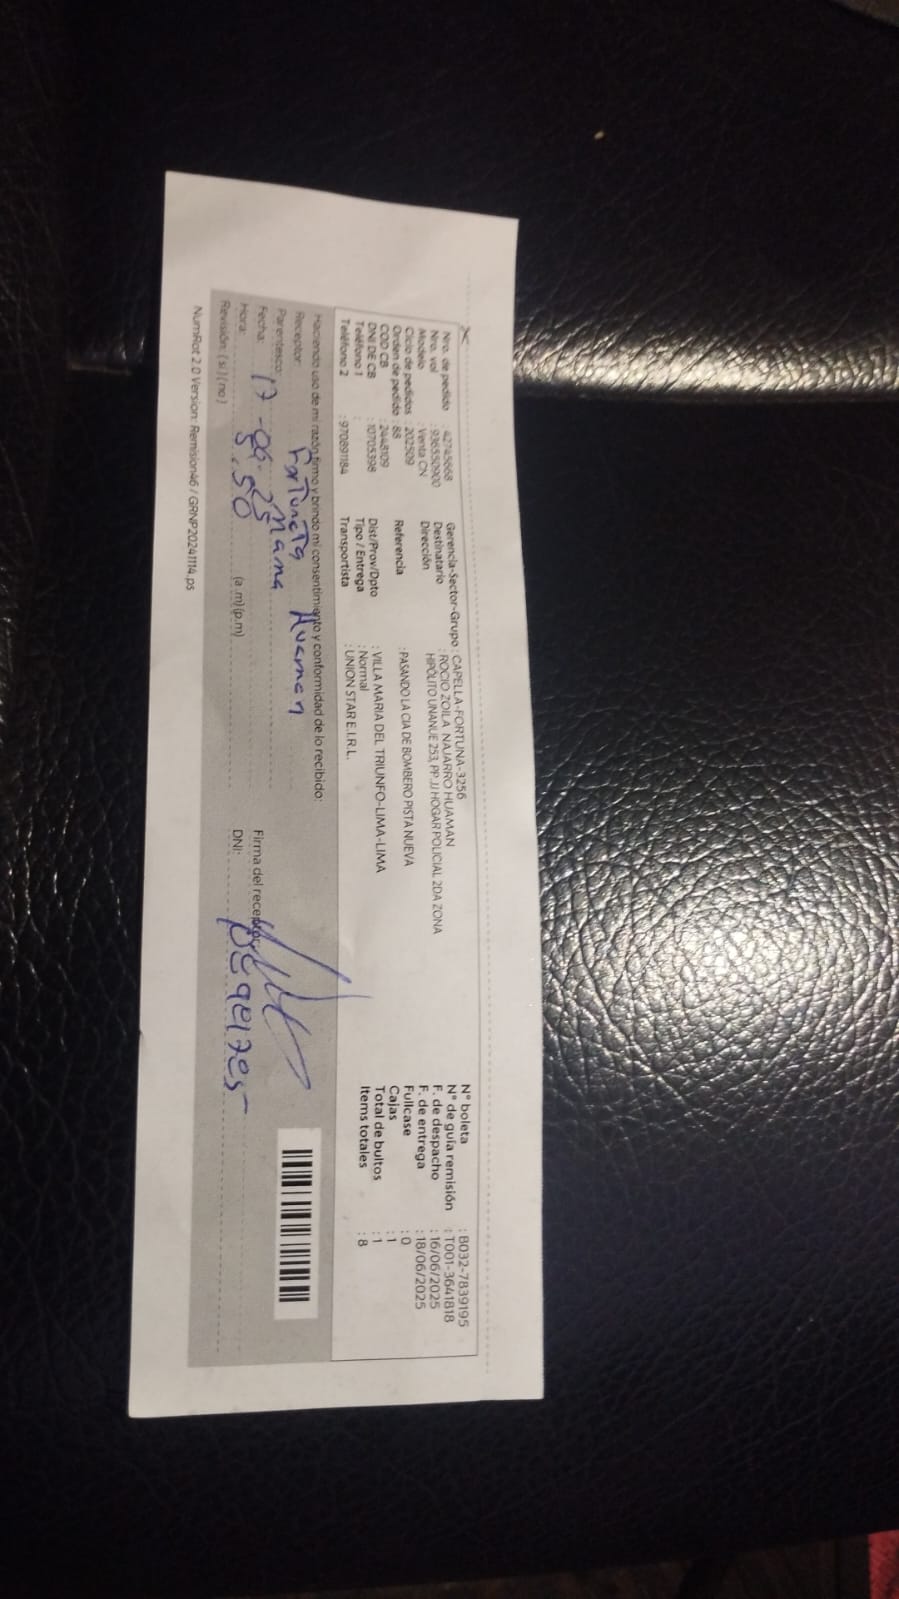 Nro. de pedido : 42745668
Nro. vol : 936550900
Modelo : Venta CN
Ciclo de pedidos : 202509
Orden de pedido : 88
COD CB : 2448109
DNI DE CB : 10705398
Teléfono 1 :
Teléfono 2 : 970891184
Gerencia-Sector-Grupo : CAPELLA-FORTUNA-3256
Destinatario : ROCIO ZOILA NAJARRO HUAMAN
Dirección : HIPÓLITO UNANUE 253, PP JJ HOGAR POLICIAL 2DA ZONA
Referencia : PASANDO LA CIA DE BOMBERO PISTA NUEVA
Dist/Prov/Dpto : VILLA MARIA DEL TRIUNFO-LIMA-LIMA
Tipo / Entrega : Normal
Transportista : UNION STAR E.I.R.L.
N° boleta : B032-7839195
N° de guía remisión : T001-3641818
F. de despacho : 16/06/2025
F. de entrega : 18/06/2025
Fullcase : 0
Cajas : 1
Total de bultos : 1
Items totales : 8
Haciendo uso de mi razón firmo y brindo mi consentimiento y conformidad de lo recibido:
Receptor: Fortunata Huaman
Parentesco: Mama
Fecha: 17-06-25
Hora: 5.50 (a.m)(p.m)
Revisión: (si) (no)
Firma del receptor:
DNI:
NumRot 2.0 Version: Remision46 / GRNP20241114.ps